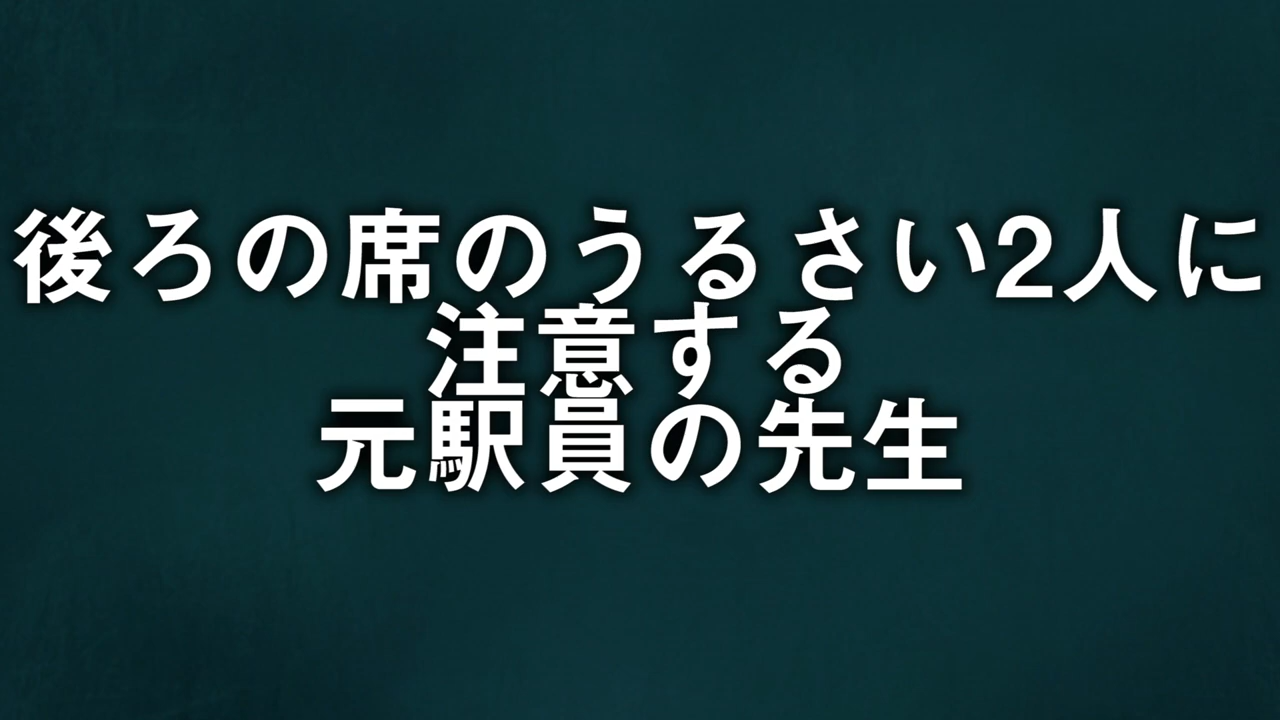 後ろの席のうるさい2人に
注意する
元駅員の先生